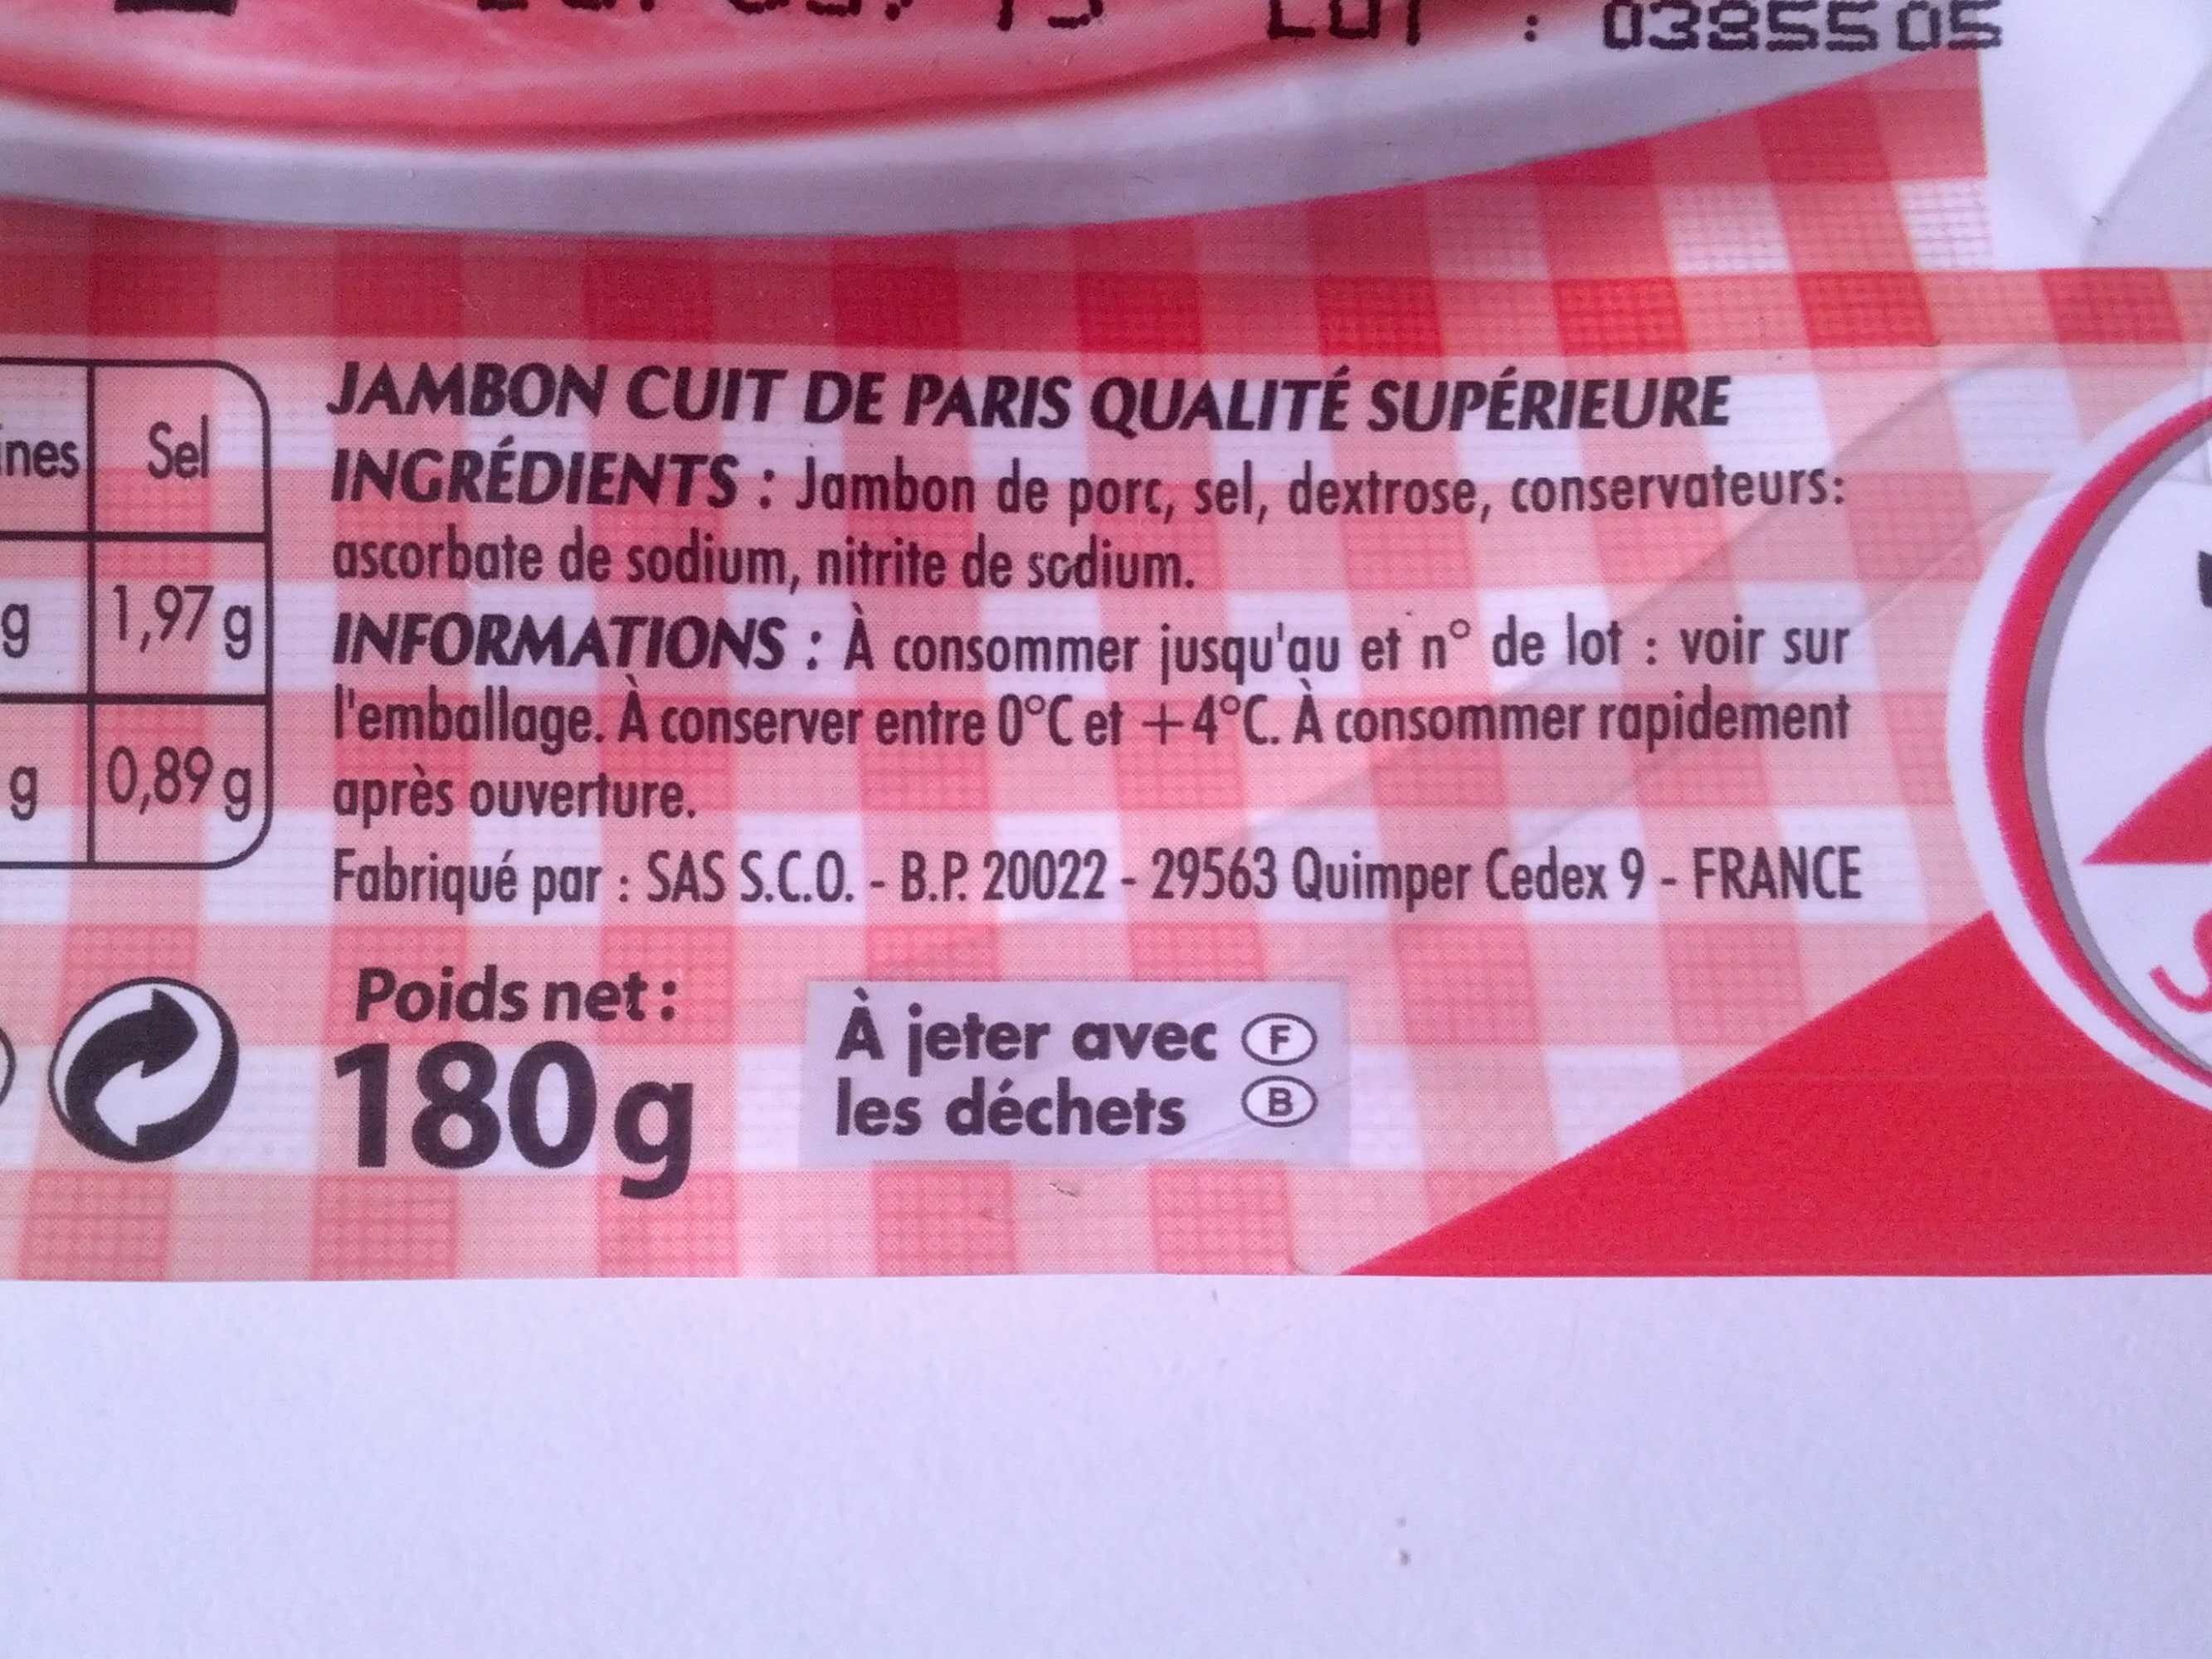 LOT : 0385505
Sel
1,97 g
0,89 g
JAMBON CUIT DE PARIS QUALITÉ SUPÉRIEURE
INGRÉDIENTS : Jambon de porc, sel, dextrose, conservateurs:
ascorbate de sodium, nitrite de sodium.
INFORMATIONS : À consommer jusqu'au et n° de lot : voir sur
l'emballage. À conserver entre 0°C et +4°C. À consommer rapidement
après ouverture.
Fabriqué par : SAS S.C.O. - B.P. 20022 - 29563 Quimper Cedex 9 - FRANCE
Poids net :
180g
À jeter avec F
les déchets B